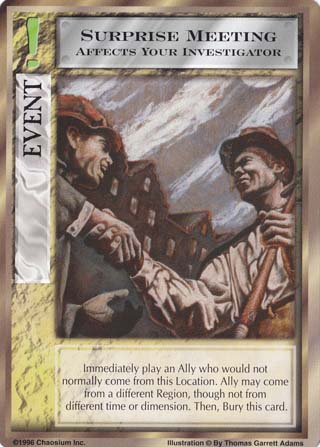 SURPRISE MEETING
AFFECTS YOUR INVESTIGATOR
EVENT!
Immediately play an Ally who would not
normally come from this Location. Ally may
come from a different Region, though not from
different time or dimension. Then, Bury this card.
©1996 Chaosium Inc.
Illustration © By Thomas Garrett Adams